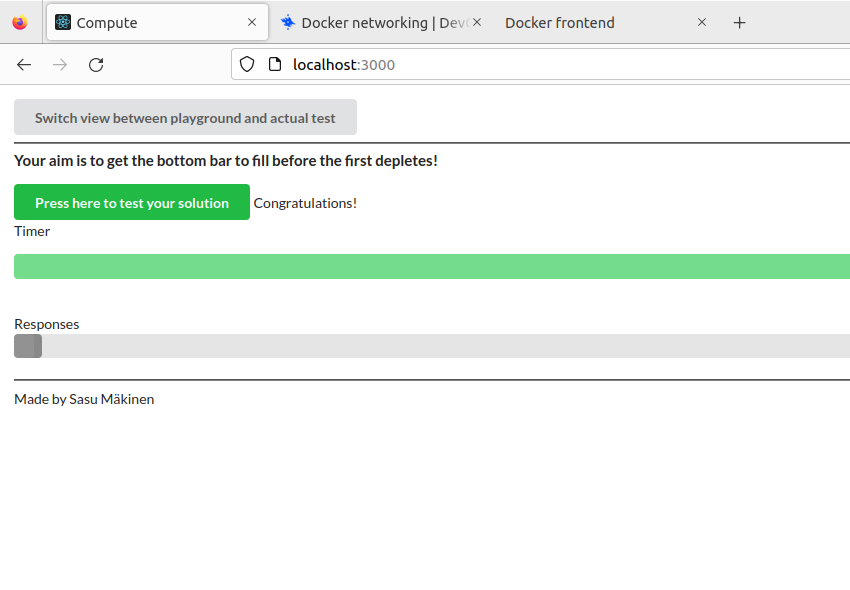 Compute
Docker networking | Dev
Docker frontend
localhost:3000
Switch view between playground and actual test
Your aim is to get the bottom bar to fill before the first depletes!
Press here to test your solution Congratulations!
Timer
Responses
Made by Sasu Mäkinen